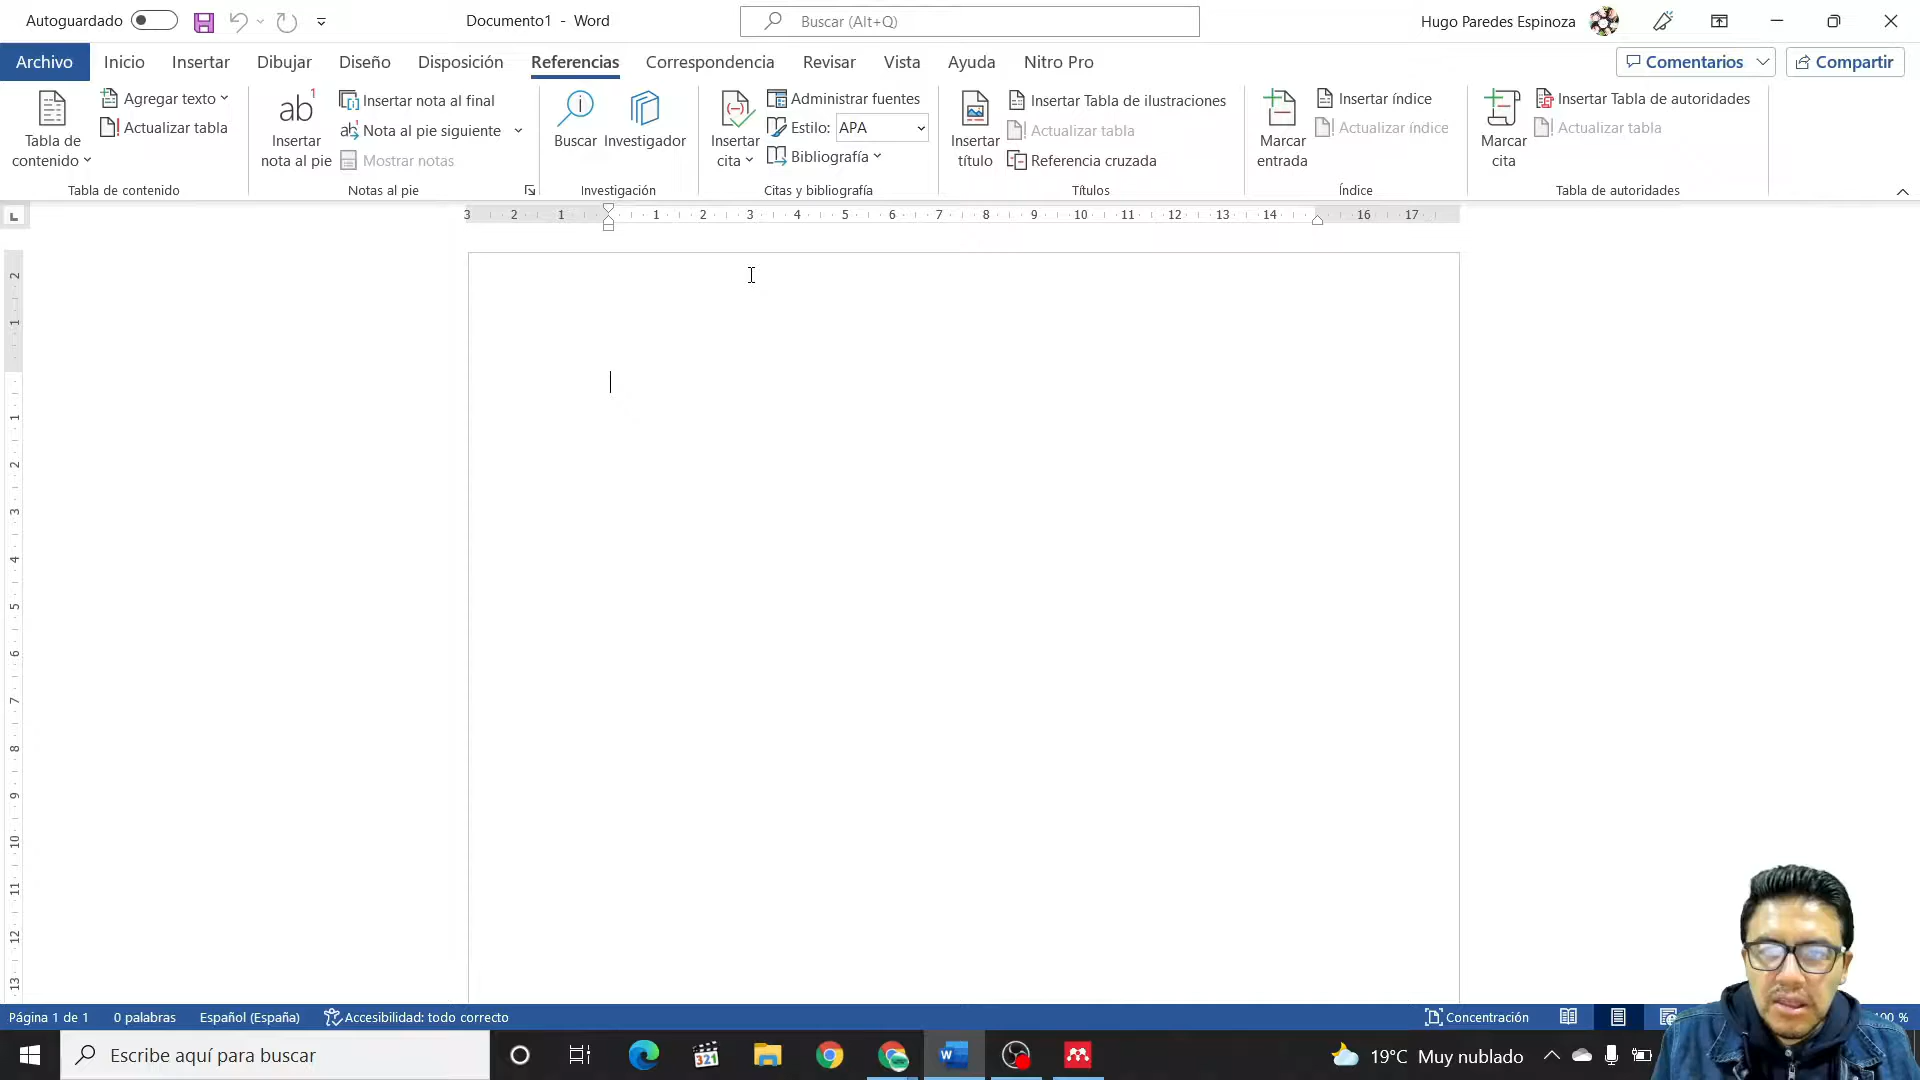 Autoguardado
Documento1 - Word
Buscar (Alt+Q)
Hugo Paredes Espinoza
Archivo
Inicio
Insertar
Dibujar
Diseño
Disposición
Referencias
Correspondencia
Revisar
Vista
Ayuda
Nitro Pro
Comentarios
Compartir
Tabla de
contenido
Agregar texto
Actualizar tabla
Tabla de contenido
ab 1
Insertar
nota al pie
Insertar nota al final
Nota al pie siguiente
Mostrar notas
Notas al pie
Buscar
Investigador
Investigación
Insertar
cita
Administrar fuentes
Estilo: APA
Bibliografía
Citas y bibliografía
Insertar
título
Insertar Tabla de ilustraciones
Actualizar tabla
Referencia cruzada
Títulos
Marcar
entrada
Insertar índice
Actualizar índice
Índice
Marcar
cita
Insertar Tabla de autoridades
Actualizar tabla
Tabla de autoridades
3 2 1 1 2 3 4 5 6 7 8 9 10 11 12 13 14 16 17
2
1
1
2
3
4
5
6
7
8
9
10
11
12
13
Página 1 de 1
0 palabras
Español (España)
Accesibilidad: todo correcto
Concentración
100 %
Escribe aquí para buscar
321
19°C Muy nublado